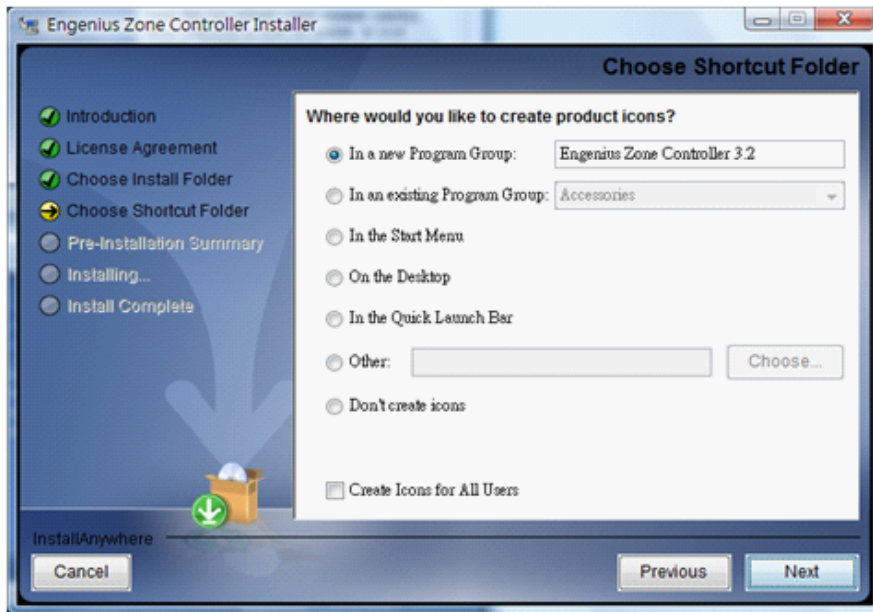 Engenius Zone Controller Installer
Choose Shortcut Folder
Introduction
License Agreement
Choose Install Folder
Choose Shortcut Folder
Pre-Installation Summary
Installing...
Install Complete
Where would you like to create product icons?
In a new Program Group: Engenius Zone Controller 3.2
In an existing Program Group: Accessories
In the Start Menu
On the Desktop
In the Quick Launch Bar
Other: Choose...
Don't create icons
Create Icons for All Users
InstallAnywhere
Cancel Previous Next